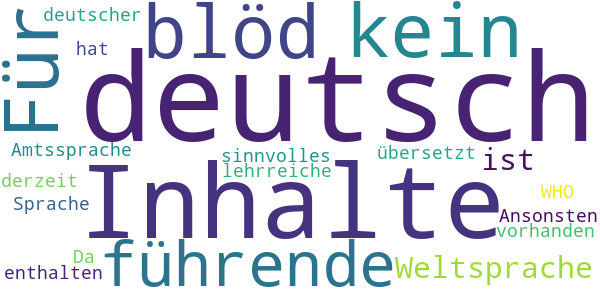 deutscher
hat
blöd
kein
Für
deutsch
Amtssprache
sinnvolles
übersetzt
ist
lehrreiche
derzeit
Inhalte
WHO
Sprache
Ansonsten
vorhanden
Da
enthalten
führende
Weltsprache